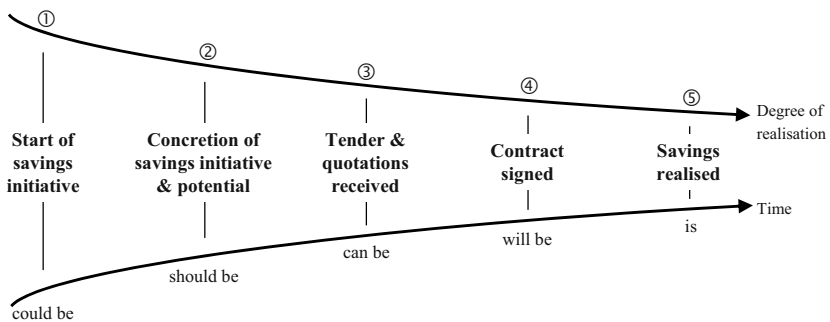 ①
②
③
④
⑤
Degree of
realisation
Start of
savings
initiative
Concretion of
savings initiative
& potential
Tender &
quotations
received
Contract
signed
Savings
realised
Time
could be
should be
can be
will be
is